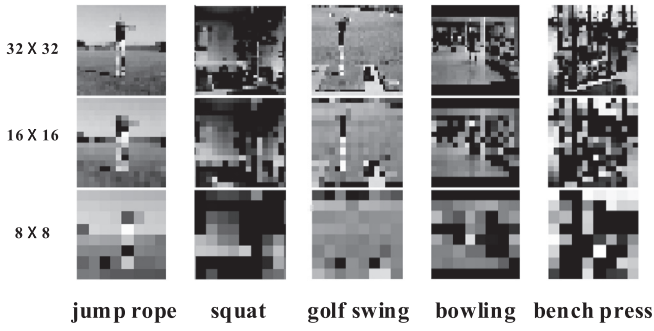 32 X 32
16 X 16
8 X 8
jump rope squat golf swing bowling bench press